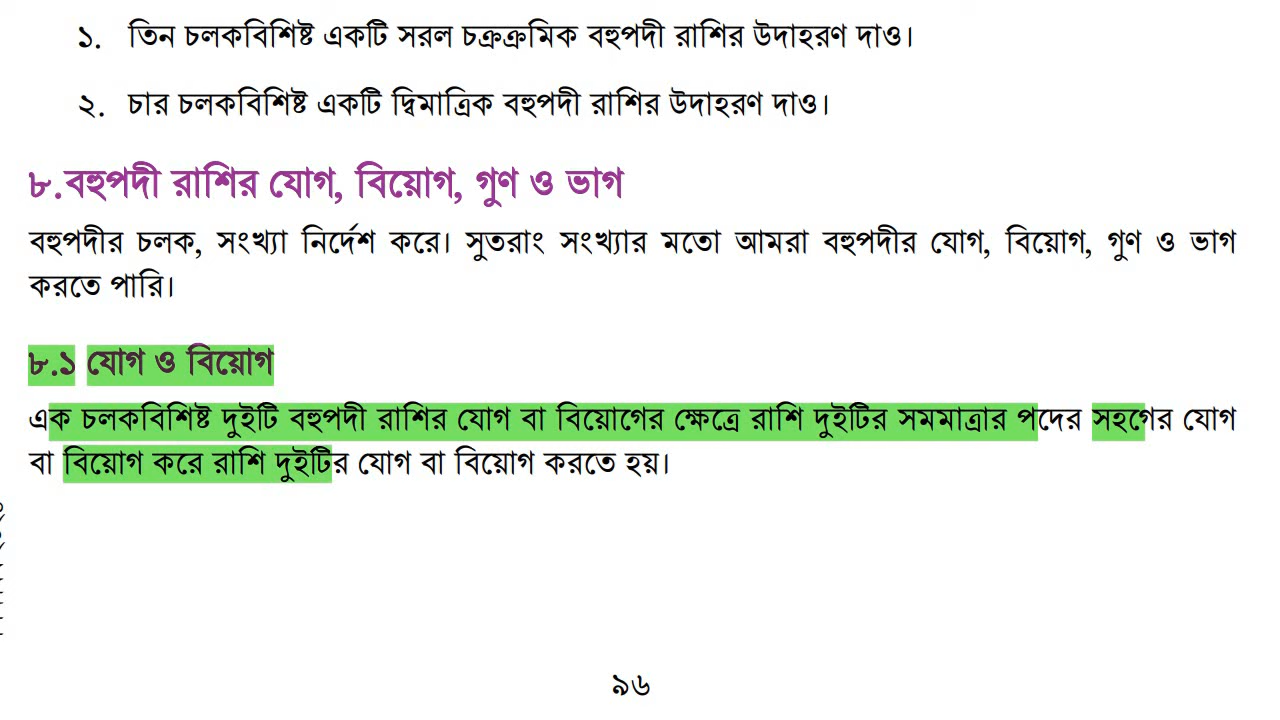 ১. তিন চলকবিশিষ্ট একটি সরল চক্রক্রমিক বহুপদী রাশির উদাহরণ দাও।
২. চার চলকবিশিষ্ট একটি দ্বিমাত্রিক বহুপদী রাশির উদাহরণ দাও।
৮.বহুপদী রাশির যোগ, বিয়োগ, গুণ ও ভাগ
বহুপদীর চলক, সংখ্যা নির্দেশ করে। সুতরাং সংখ্যার মতো আমরা বহুপদীর যোগ, বিয়োগ, গুণ ও ভাগ
করতে পারি।
৮.১ যোগ ও বিয়োগ
এক চলকবিশিষ্ট দুইটি বহুপদী রাশির যোগ বা বিয়োগের ক্ষেত্রে রাশি দুইটির সমমাত্রার পদের সহগের যোগ
বা বিয়োগ করে রাশি দুইটির যোগ বা বিয়োগ করতে হয়।
৯৬